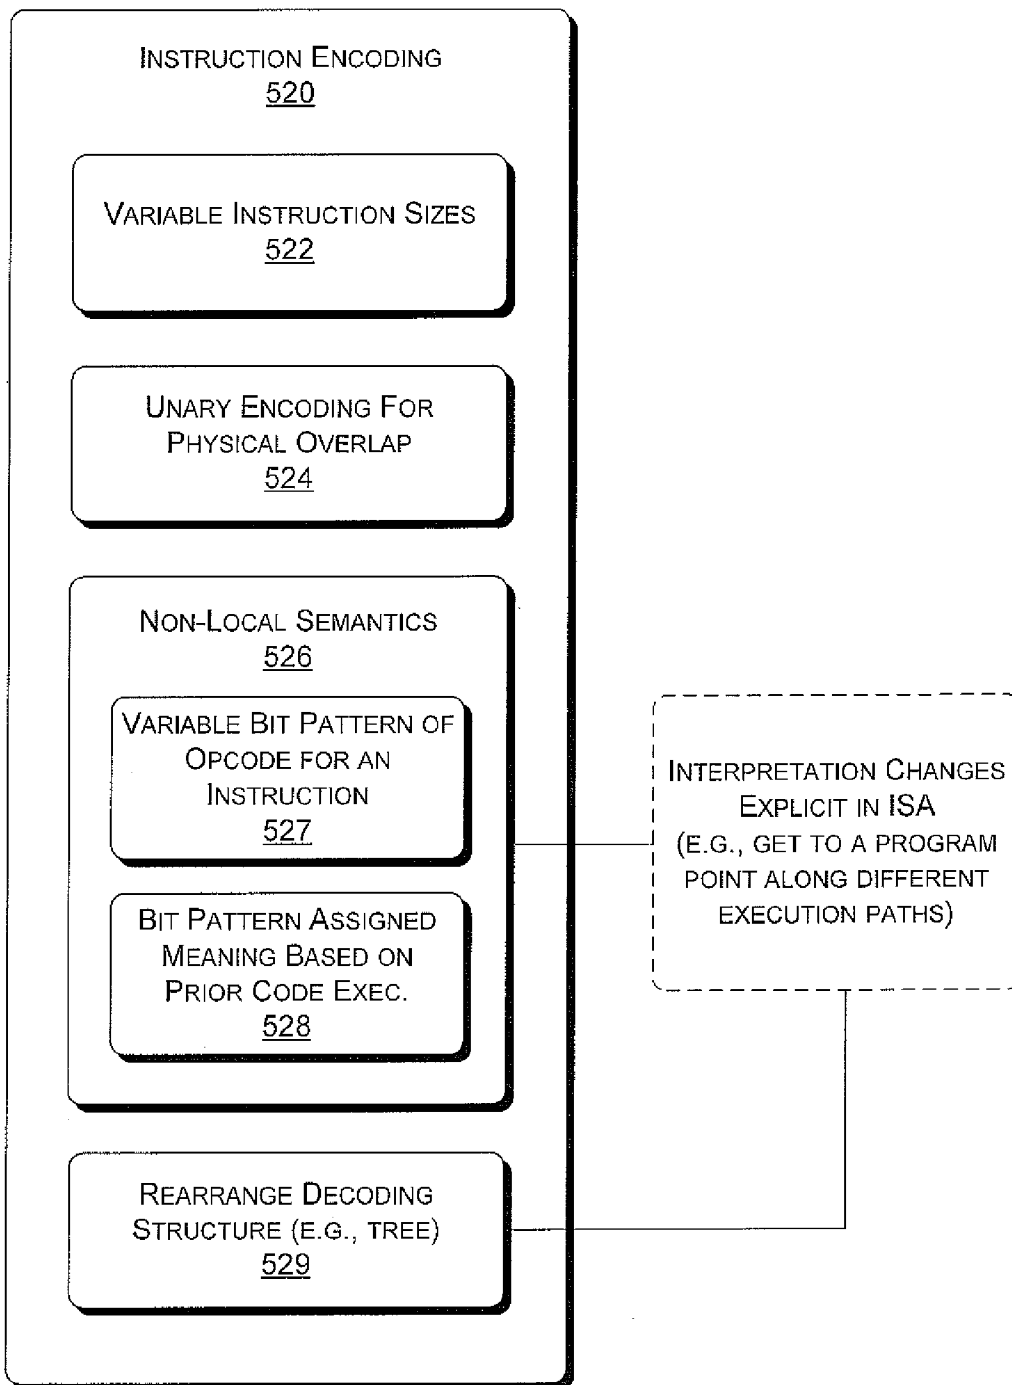 INSTRUCTION ENCODING
520
VARIABLE INSTRUCTION SIZES
522
UNARY ENCODING FOR
PHYSICAL OVERLAP
524
NON-LOCAL SEMANTICS
526
VARIABLE BIT PATTERN OF
OPCODE FOR AN
INSTRUCTION
527
BIT PATTERN ASSIGNED
MEANING BASED ON
PRIOR CODE EXEC.
528
REARRANGE DECODING
STRUCTURE (E.G., TREE)
529
INTERPRETATION CHANGES
EXPLICIT IN ISA
(E.G., GET TO A PROGRAM
POINT ALONG DIFFERENT
EXECUTION PATHS)